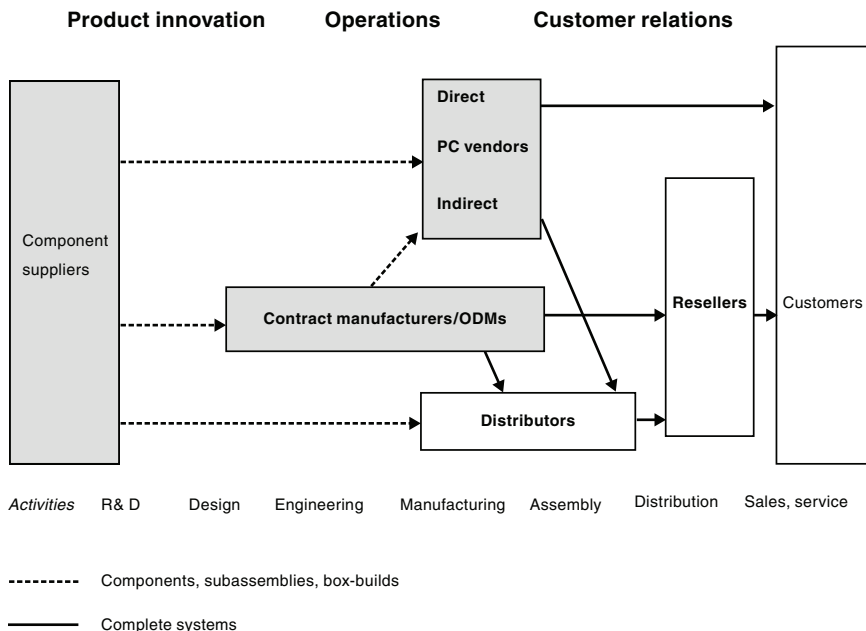 Product innovation
Operations
Customer relations
Direct
PC vendors
Indirect
Component
suppliers
Contract manufacturers/ODMs
Resellers
Customers
Distributors
Activities
R& D
Design
Engineering
Manufacturing
Assembly
Distribution
Sales, service
Components, subassemblies, box-builds
Complete systems